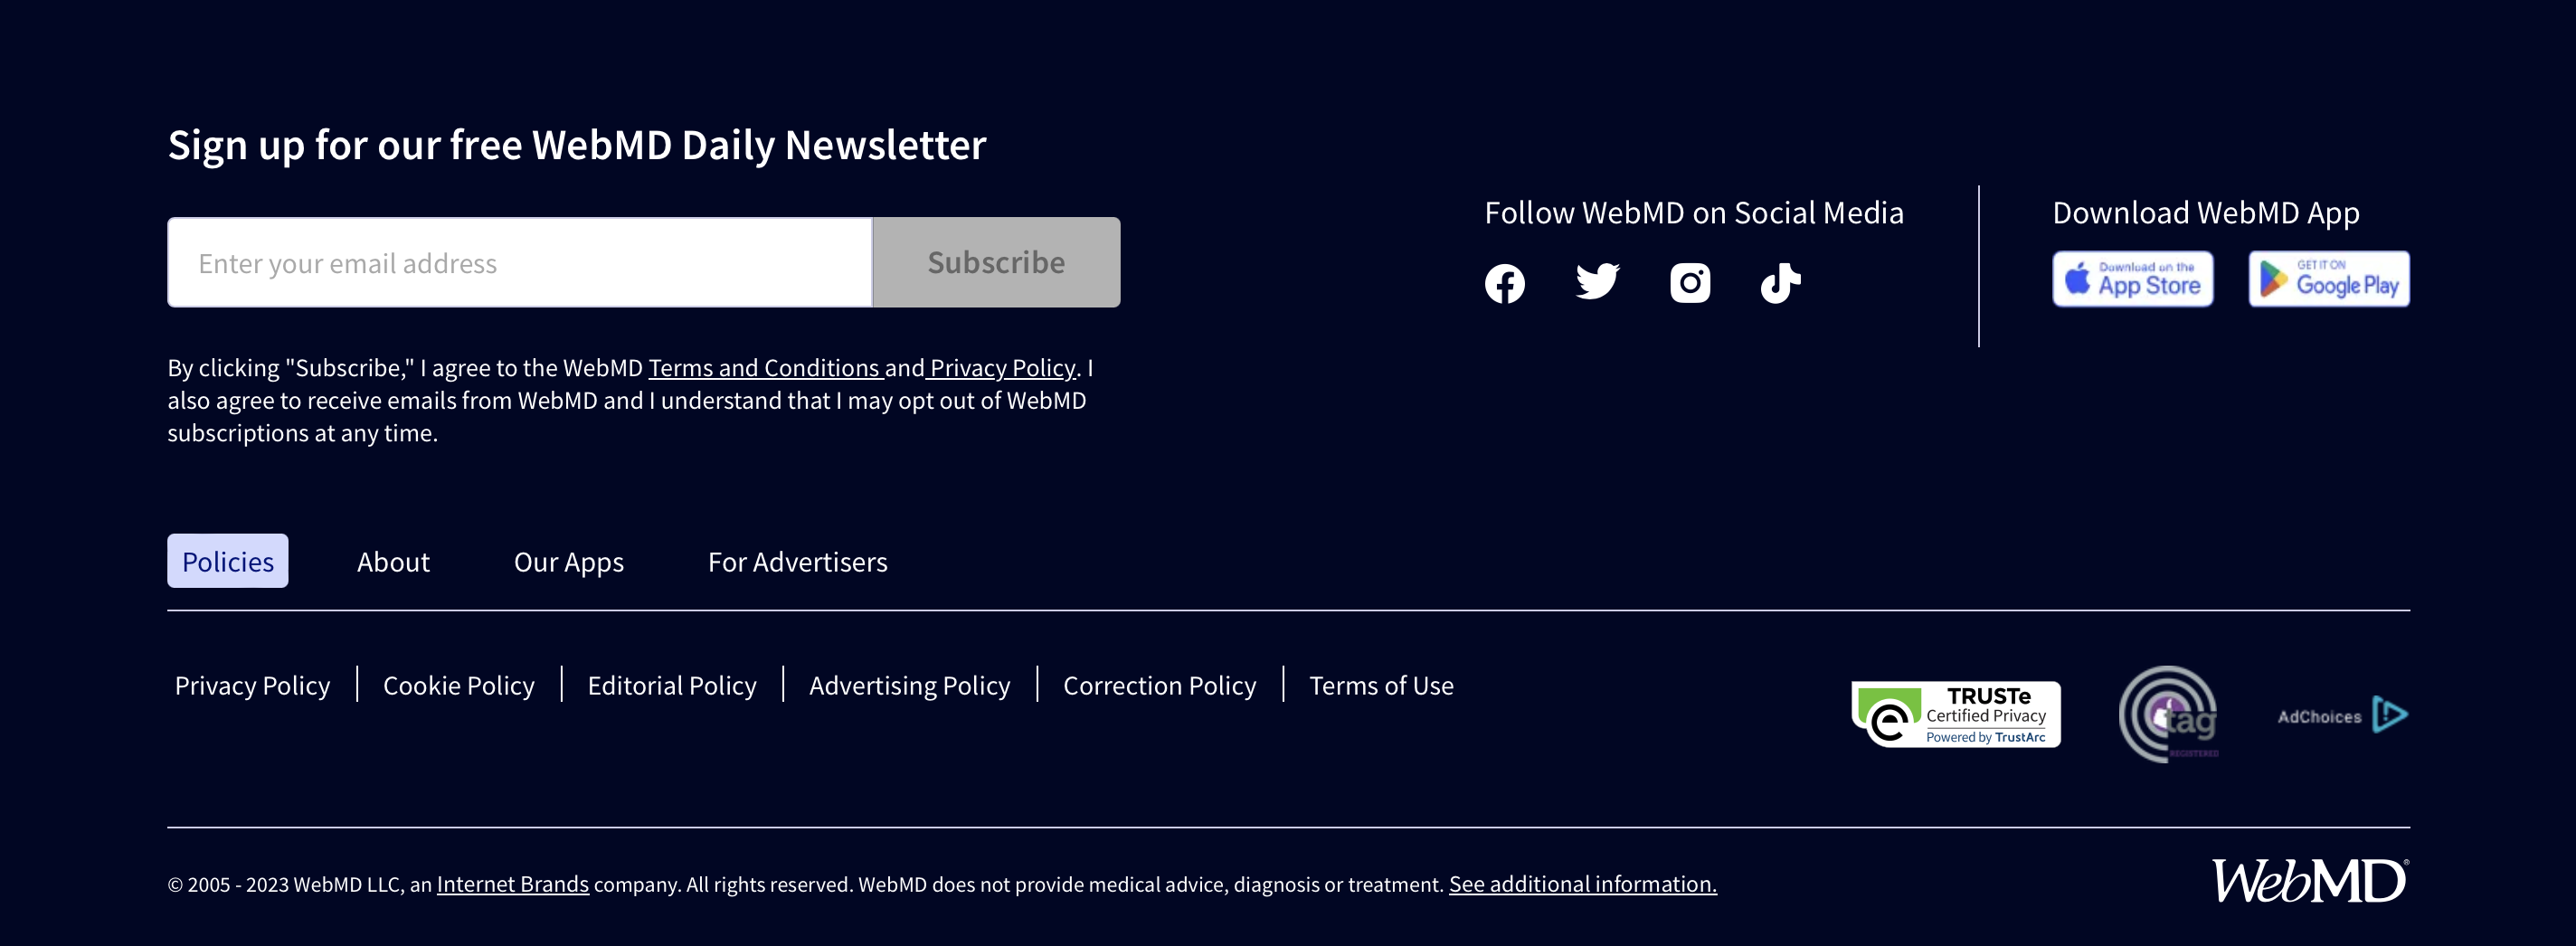 Sign up for our free WebMD Daily Newsletter
Enter your email address
Subscribe
By clicking "Subscribe," I agree to the WebMD Terms and Conditions and Privacy Policy. I
also agree to receive emails from WebMD and I understand that I may opt out of WebMD
subscriptions at any time.
Follow WebMD on Social Media
Download WebMD App
Download on the
App Store
GET IT ON
Google Play
Policies
About
Our Apps
For Advertisers
Privacy Policy
Cookie Policy
Editorial Policy
Advertising Policy
Correction Policy
Terms of Use
TRUSTe
Certified Privacy
Powered by TrustArc
tag
REGISTERED
AdChoices
© 2005 - 2023 WebMD LLC, an Internet Brands company. All rights reserved. WebMD does not provide medical advice, diagnosis or treatment. See additional information.
WebMD®